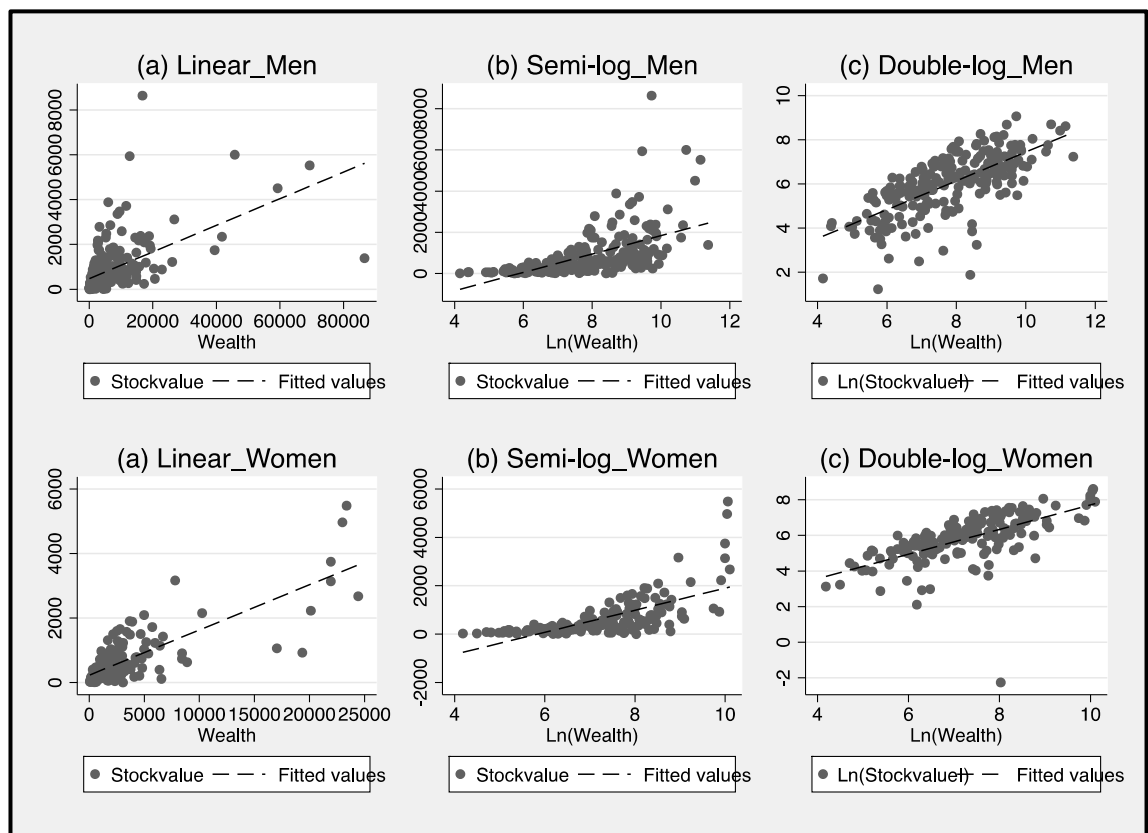 (a) Linear_Men
(b) Semi-log_Men
(c) Double-log_Men
0 2000 4000 6000 8000
0 20000 40000 60000 80000
Wealth
Stockvalue Fitted values
0 2000 4000 6000 8000
4 6 8 10 12
Ln(Wealth)
Stockvalue Fitted values
10
8
6
4
2
4 6 8 10 12
Ln(Wealth)
Ln(Stockvalue) Fitted values
(a) Linear_Women
(b) Semi-log_Women
(c) Double-log_Women
0 2000 4000 6000
0 5000 10000 15000 20000 25000
Wealth
Stockvalue Fitted values
-2000 0 2000 4000 6000
4 6 8 10
Ln(Wealth)
Stockvalue Fitted values
8
6
4
2
0
-2
4 6 8 10
Ln(Wealth)
Ln(Stockvalue) Fitted values